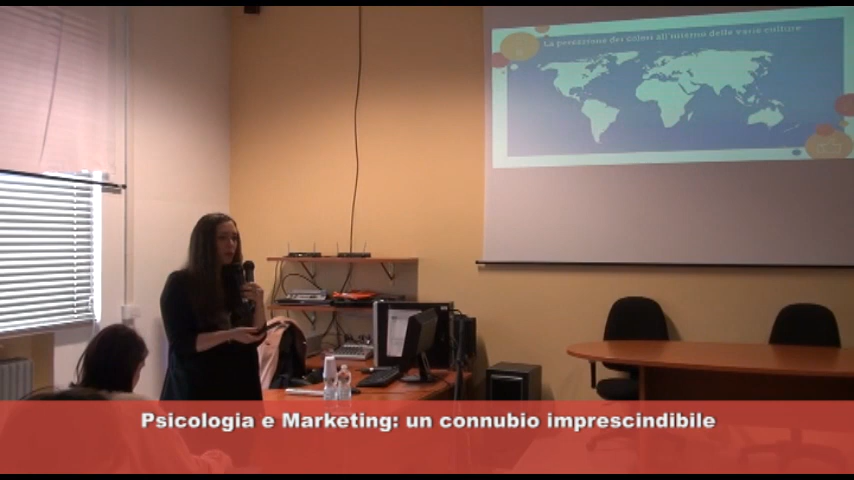 La percezione dei colori all'interno delle varie culture
Psicologia e Marketing: un connubio imprescindibile